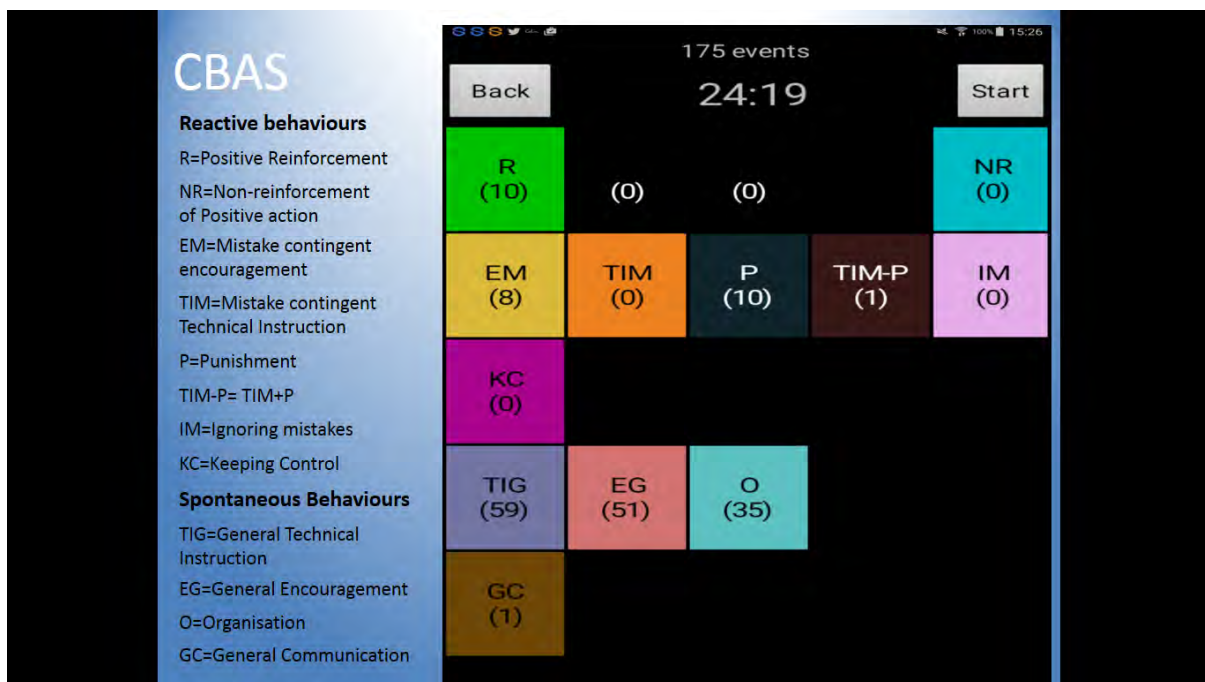 CBAS
Reactive behaviours
R=Positive Reinforcement
NR=Non-reinforcement
of Positive action
EM=Mistake contingent
encouragement
TIM=Mistake contingent
Technical Instruction
P=Punishment
TIM-P= TIM+P
IM=Ignoring mistakes
KC=Keeping Control
Spontaneous Behaviours
TIG=General Technical
Instruction
EG=General Encouragement
O=Organisation
GC=General Communication
100% 15:26
175 events
Back 24:19 Start
R NR
(10) (0) (0) (0)
EM TIM P TIM-P IM
(8) (0) (10) (1) (0)
KC
(0)
TIG EG O
(59) (51) (35)
GC
(1)